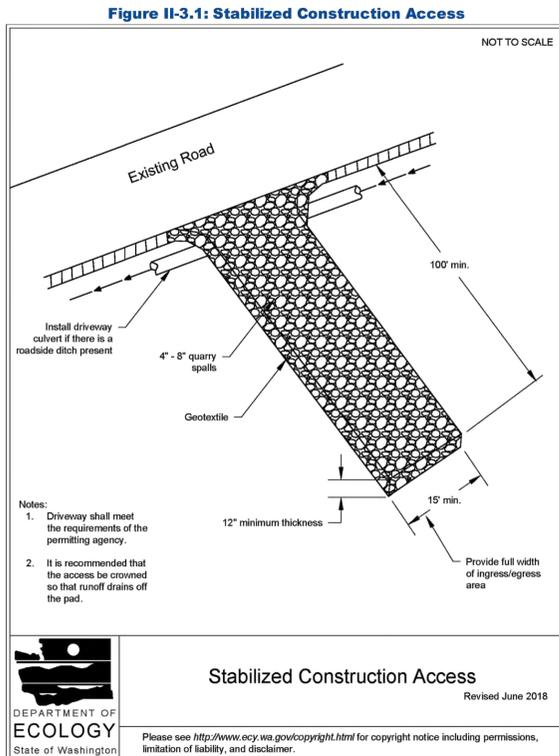 Figure II-3.1: Stabilized Construction Access
NOT TO SCALE
Existing Road
100' min.
Install driveway
culvert if there is a
roadside ditch present
4" - 8" quarry
spalls
Geotextile
12" minimum thickness
15' min.
Provide full width
of ingress/egress
area
Notes:
1. Driveway shall meet
the requirements of the
permitting agency.
2. It is recommended that
the access be crowned
so that runoff drains off
the pad.
DEPARTMENT OF
ECOLOGY
State of Washington
Stabilized Construction Access
Revised June 2018
Please see http://www.ecy.wa.gov/copyright.html for copyright notice including permissions,
limitation of liability, and disclaimer.